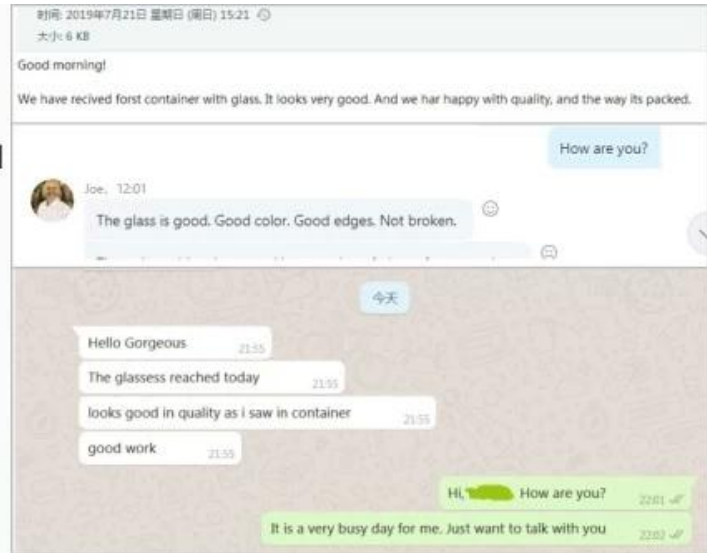 时间: 2019年7月21日 星期日 (周日) 15:21
大小: 6 KB
Good morning!
We have recived forst container with glass. It looks very good. And we har happy with quality, and the way its packed.
How are you?
Joe, 12:01
The glass is good. Good color. Good edges. Not broken.
今天
Hello Gorgeous 21:55
The glassess reached today 21:55
looks good in quality as i saw in container 21:55
good work 21:55
Hi, How are you? 22:01
It is a very busy day for me. Just want to talk with you 22:02